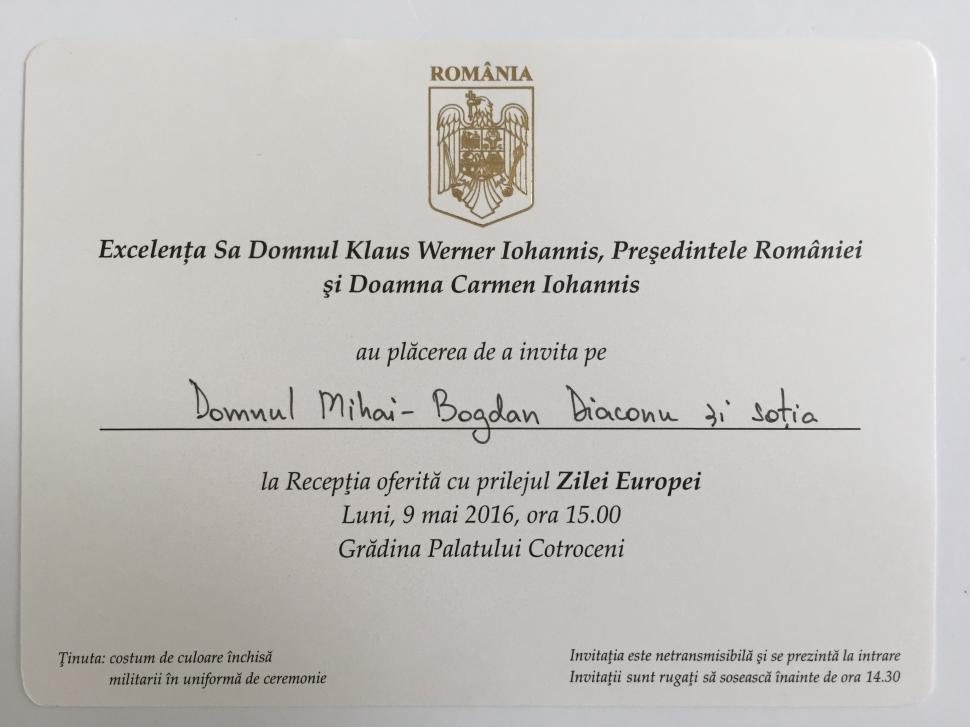 ROMÂNIA
Excelența Sa Domnul Klaus Werner Iohannis, Preşedintele României
şi Doamna Carmen Iohannis
au plăcerea de a invita pe
Domnul Mihai-Bogdan Diaconu și soția
la Recepţia oferită cu prilejul Zilei Europei
Luni, 9 mai 2016, ora 15.00
Grădina Palatului Cotroceni
Ţinuta: costum de culoare închisă
militarii în uniformă de ceremonie
Invitaţia este netransmisibilă şi se prezintă la intrare
Invitaţii sunt rugaţi să sosească înainte de ora 14.30